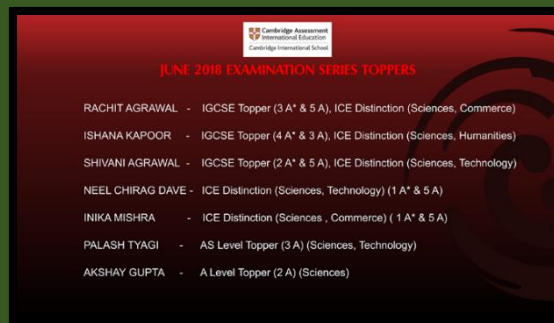 Cambridge Assessment
International Education
Cambridge International School
JUNE 2018 EXAMINATION SERIES TOPPERS
RACHIT AGRAWAL - IGCSE Topper (3 A* & 5 A), ICE Distinction (Sciences, Commerce)
ISHANA KAPOOR - IGCSE Topper (4 A* & 3 A), ICE Distinction (Sciences, Humanities)
SHIVANI AGRAWAL - IGCSE Topper (2 A* & 5 A), ICE Distinction (Sciences, Technology)
NEEL CHIRAG DAVE - ICE Distinction (Sciences, Technology) (1 A* & 5 A)
INIKA MISHRA - ICE Distinction (Sciences , Commerce) ( 1 A* & 5 A)
PALASH TYAGI - AS Level Topper (3 A) (Sciences, Technology)
AKSHAY GUPTA - A Level Topper (2 A) (Sciences)